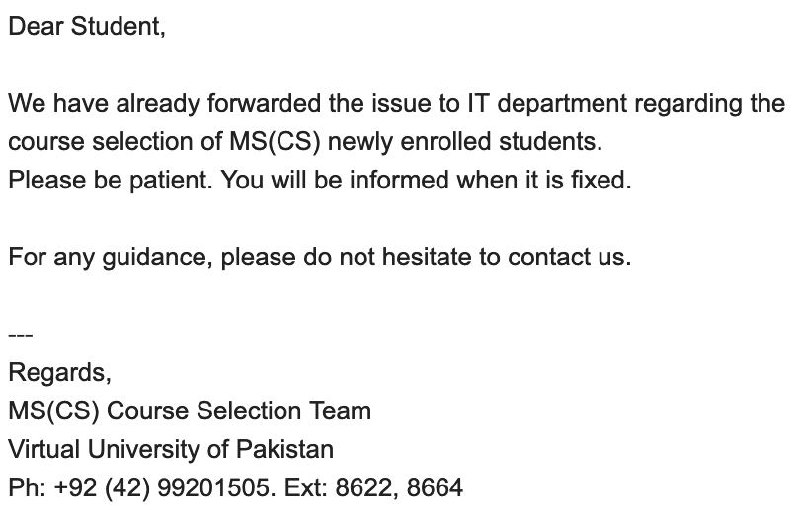 Dear Student,
We have already forwarded the issue to IT department regarding the
course selection of MS(CS) newly enrolled students.
Please be patient. You will be informed when it is fixed.
For any guidance, please do not hesitate to contact us.
---
Regards,
MS(CS) Course Selection Team
Virtual University of Pakistan
Ph: +92 (42) 99201505. Ext: 8622, 8664